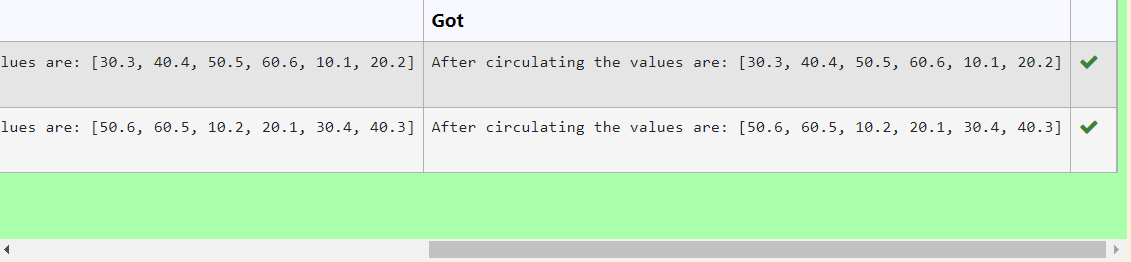 Got
lues are: [30.3, 40.4, 50.5, 60.6, 10.1, 20.2] After circulating the values are: [30.3, 40.4, 50.5, 60.6, 10.1, 20.2]
lues are: [50.6, 60.5, 10.2, 20.1, 30.4, 40.3] After circulating the values are: [50.6, 60.5, 10.2, 20.1, 30.4, 40.3]